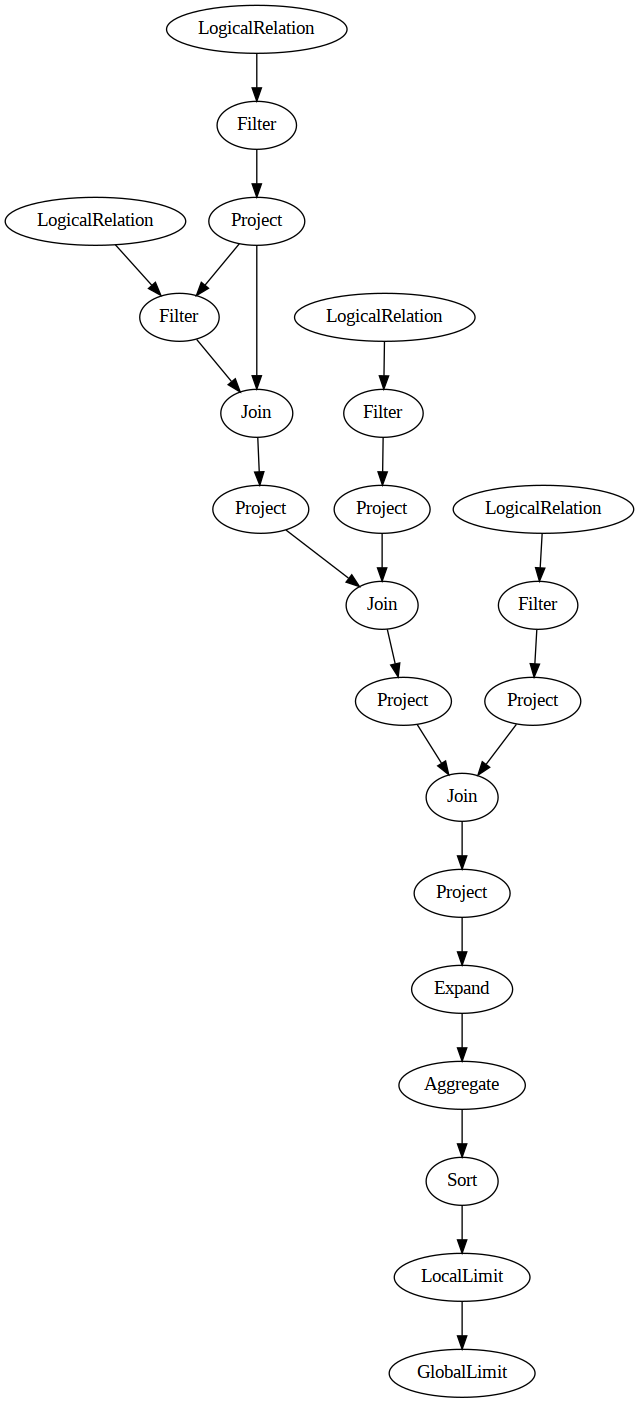 LogicalRelation
Filter
LogicalRelation
Project
Filter
LogicalRelation
Join
Filter
Project
Project
LogicalRelation
Join
Filter
Project
Project
Join
Project
Expand
Aggregate
Sort
LocalLimit
GlobalLimit